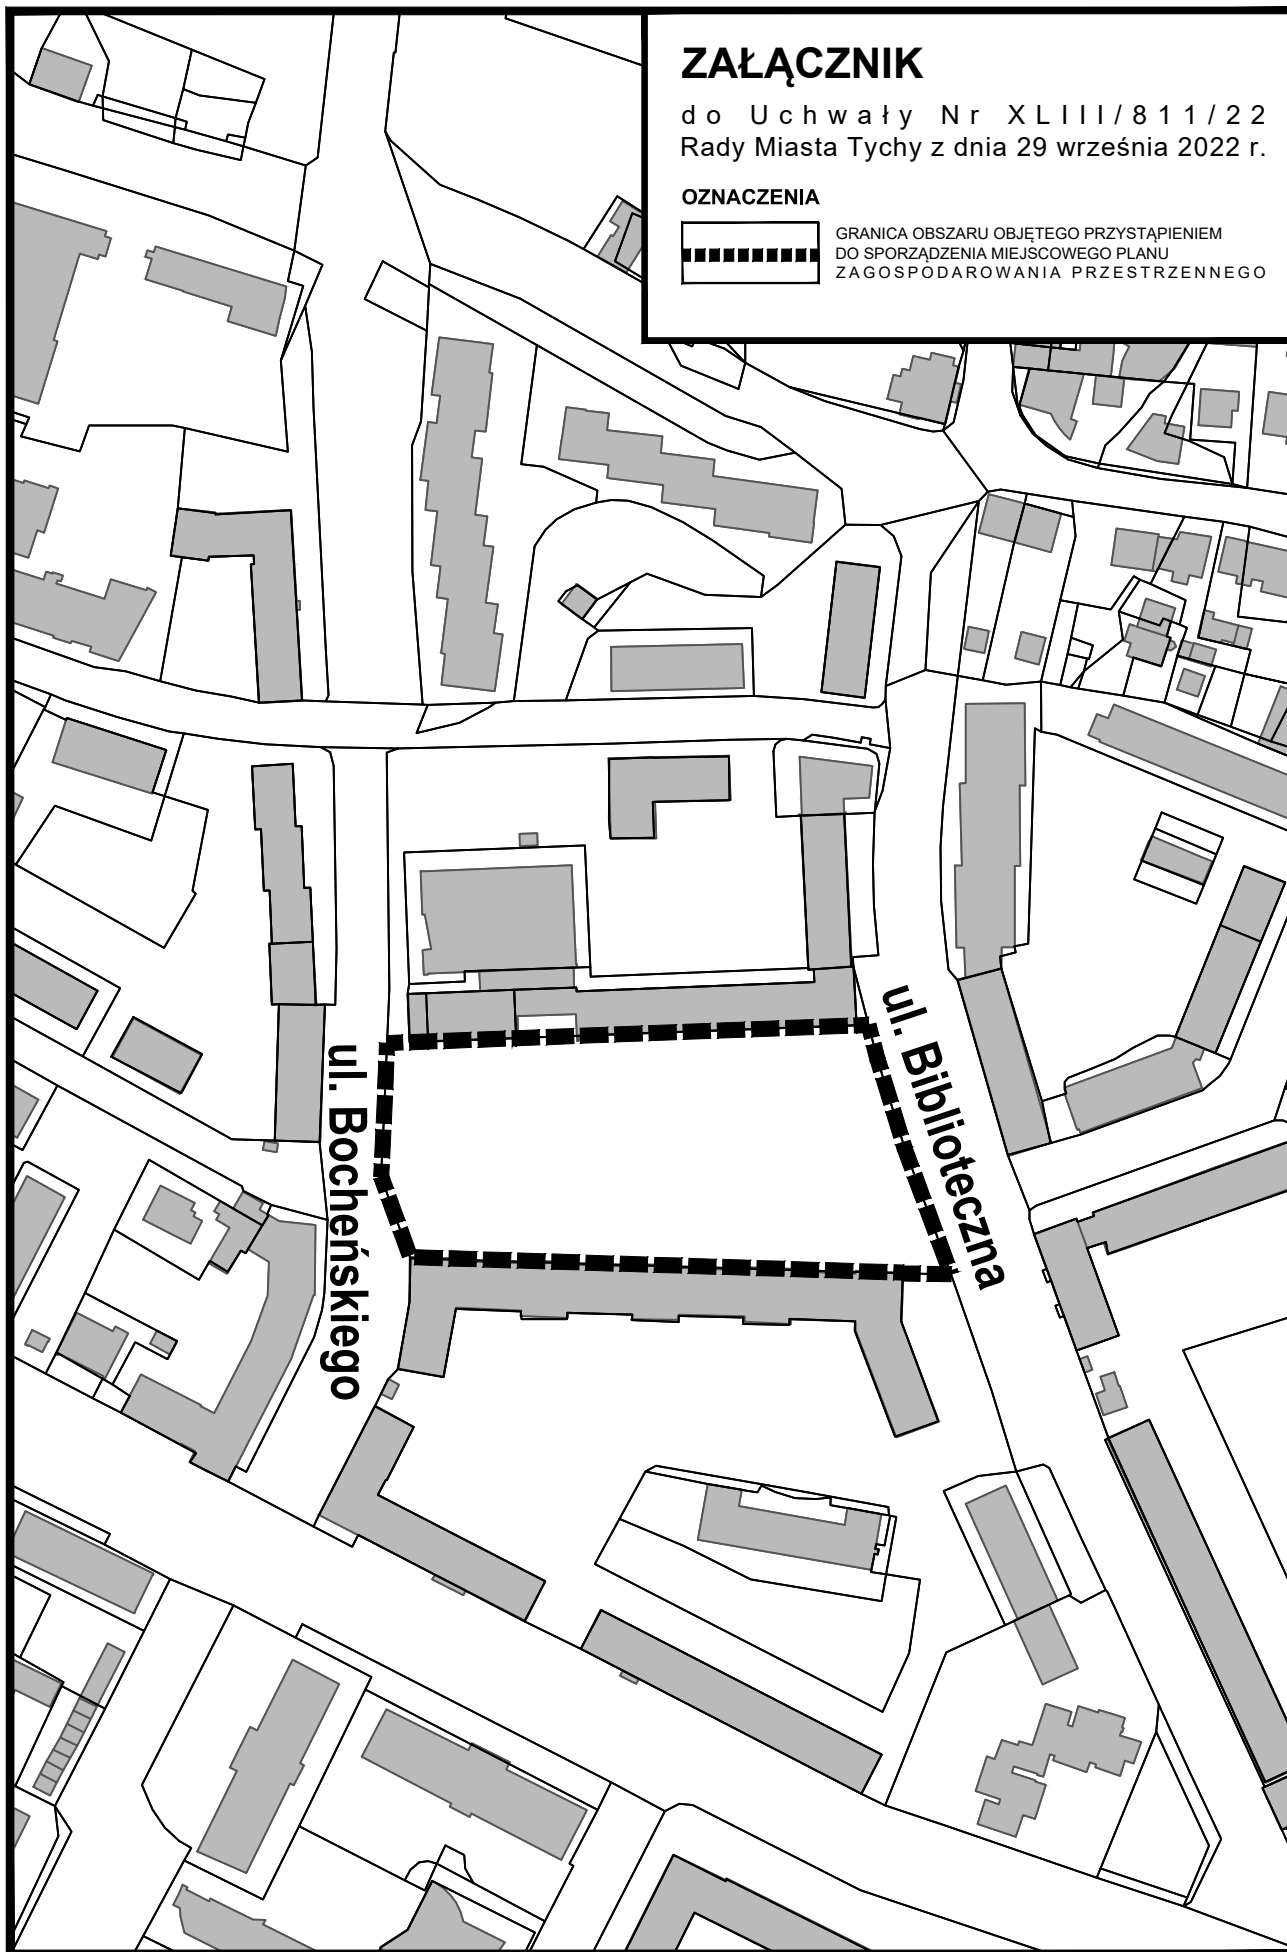 ZAŁĄCZNIK
do Uchwały Nr XLIII/811/22
Rady Miasta Tychy z dnia 29 września 2022 r.
OZNACZENIA
GRANICA OBSZARU OBJĘTEGO PRZYSTĄPIENIEM
DO SPORZĄDZENIA MIEJSCOWEGO PLANU
ZAGOSPODAROWANIA PRZESTRZENNEGO
ul. Biblioteczna
ul. Bocheńskiego